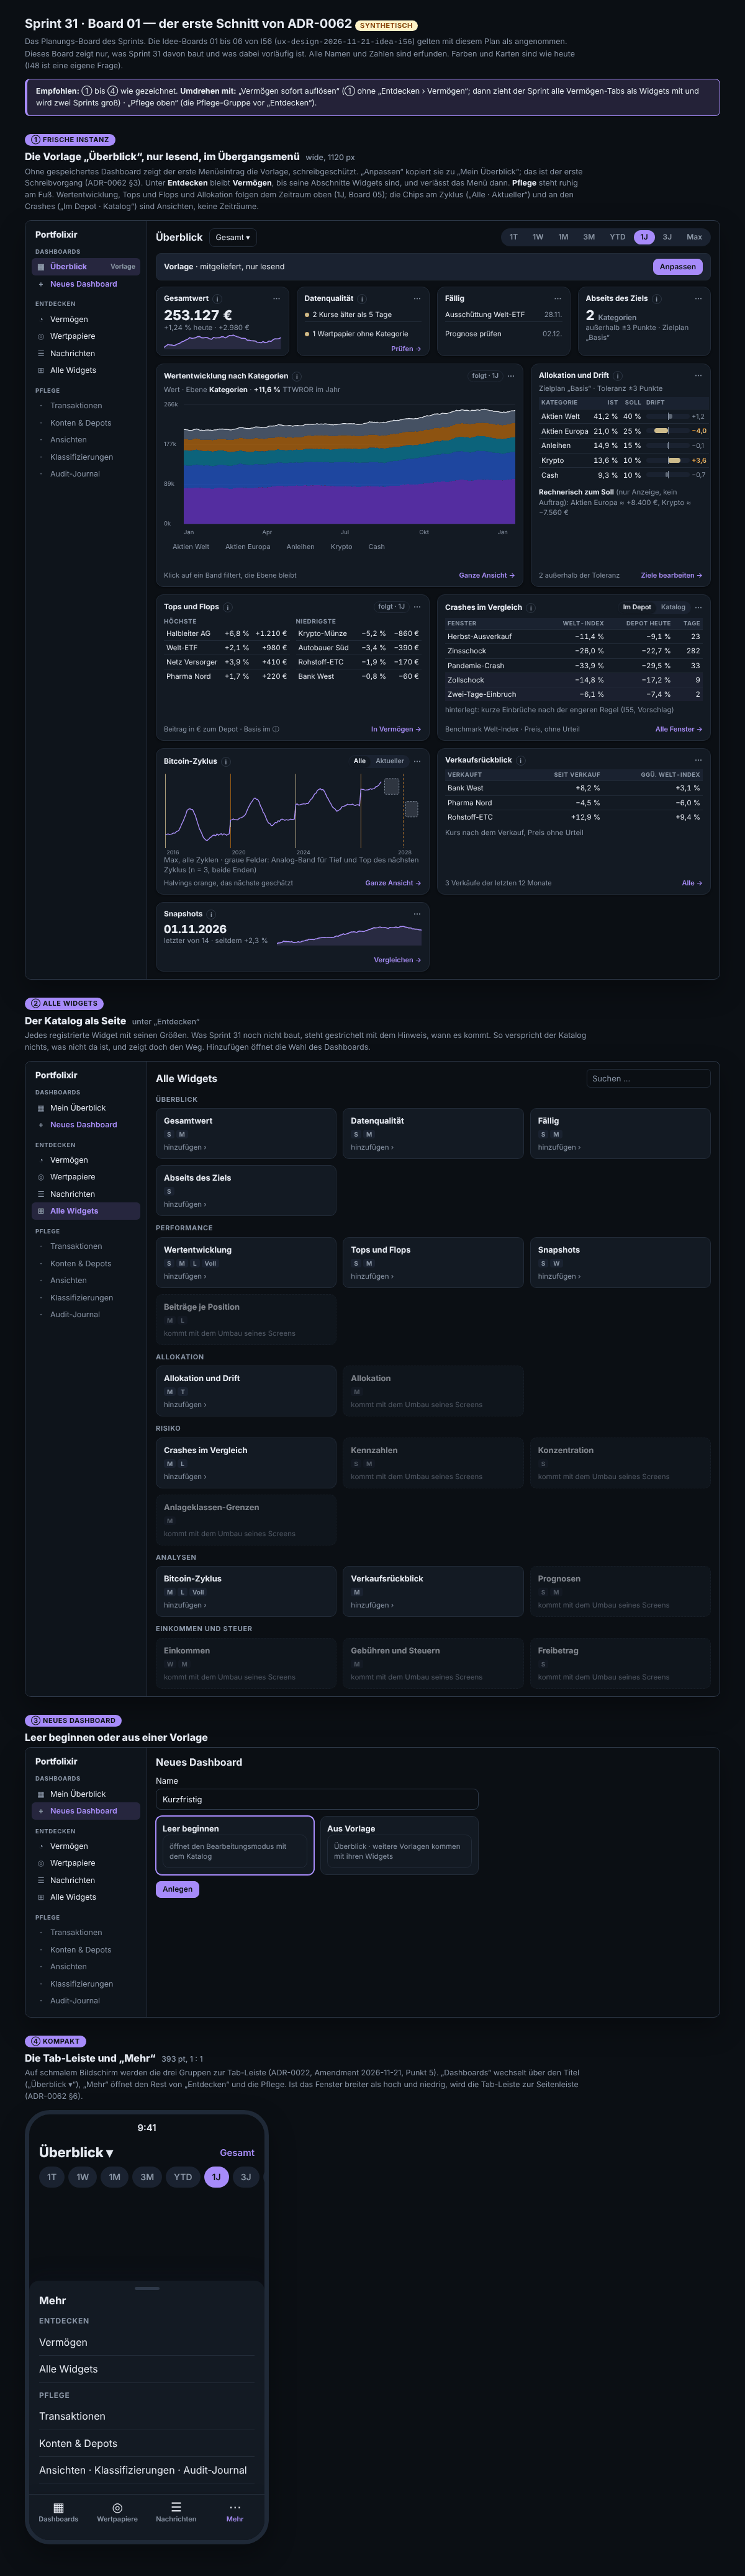 Sprint 31 · Board 01 — der erste Schritt von ADR-0062 SYNTHETISCH
Das Planungs-Board des Sprints. Die Idee-Boards 01 bis 06 von I56 (ux-design-2026-11-21-idea-i56) gelten mit diesem Plan als angenommen.
Dieses Board zeigt nur, was Sprint 31 davon baut und was dabei vorläufig ist. Alle Namen und Zahlen sind erfunden. Farben und Karten sind wie heute
(I48 ist eine eigene Frage).
Empfohlen: ① bis ④ wie gezeichnet. Umdrehen mit: „Vermögen sofort auflösen“ (① ohne „Entdecken › Vermögen“; dann zieht der Sprint alle Vermögen-Tabs als Widgets mit und
wird zwei Sprints groß) · „Pflege oben“ (die Pflege-Gruppe vor „Entdecken“).
① FRISCHE INSTANZ
Die Vorlage „Überblick“, nur lesend, im Übergangsmenü wide, 1120 px
Ohne gespeichertes Dashboard zeigt der erste Menüeintrag die Vorlage, schreibgeschützt. „Anpassen“ kopiert sie zu „Mein Überblick“; das ist der erste
Schreibvorgang (ADR-0062 §3). Unter Entdecken bleibt Vermögen, bis seine Abschnitte Widgets sind, und verlässt das Menü dann. Pflege steht ruhig
am Fuß. Wertentwicklung, Tops und Flops und Allokation folgen dem Zeitraum oben (1J, Board 05); die Chips am Zyklus („Alle · Aktueller“) und an den
Crashes („Im Depot · Katalog“) sind Ansichten, keine Zeiträume.
Portfolixir
DASHBOARDS
Überblick Vorlage
+ Neues Dashboard
ENTDECKEN
Vermögen
Wertpapiere
Nachrichten
Alle Widgets
PFLEGE
Transaktionen
Konten & Depots
Ansichten
Klassifizierungen
Audit-Journal
Überblick Gesamt ▾ 1T 1W 1M 3M YTD 1J 3J Max
Vorlage · mitgeliefert, nur lesend Anpassen
Gesamtwert i ⋯
253.127 €
+1,24 % heute · +2.980 €
Datenqualität i ⋯
2 Kurse älter als 5 Tage
1 Wertpapier ohne Kategorie
Prüfen →
Fällig ⋯
Ausschüttung Welt-ETF 28.11.
Prognose prüfen 02.12.
Abseits des Ziels i ⋯
2 Kategorien
außerhalb ±3 Punkte · Zielplan
„Basis“
Wertentwicklung nach Kategorien i folgt · 1J ⋯
Wert · Ebene Kategorien · +11,6 % TTWROR im Jahr
266k
177k
89k
0k
Jan Apr Jul Okt Jan
Aktien Welt Aktien Europa Anleihen Krypto Cash
Klick auf ein Band filtert, die Ebene bleibt Ganze Ansicht →
Allokation und Drift i ⋯
Zielplan „Basis“ · Toleranz ±3 Punkte
KATEGORIE IST SOLL DRIFT
Aktien Welt 41,2 % 40 % +1,2
Aktien Europa 21,0 % 25 % −4,0
Anleihen 14,9 % 15 % −0,1
Krypto 13,6 % 10 % +3,6
Cash 9,3 % 10 % −0,7
Rechnerisch zum Soll (nur Anzeige, kein
Auftrag): Aktien Europa ≈ +8.400 €, Krypto ≈
−7.560 €
2 außerhalb der Toleranz Ziele bearbeiten →
Tops und Flops i folgt · 1J ⋯
HÖCHSTE NIEDRIGSTE
Halbleiter AG +6,8 % +1.210 € Krypto-Münze −5,2 % −860 €
Welt-ETF +2,1 % +980 € Autobauer Süd −3,4 % −390 €
Netz Versorger +3,9 % +410 € Rohstoff-ETC −1,9 % −170 €
Pharma Nord +1,7 % +220 € Bank West −0,8 % −60 €
Beitrag in € zum Depot · Basis im ⓘ In Vermögen →
Crashes im Vergleich i Im Depot Katalog ⋯
FENSTER WELT-INDEX DEPOT HEUTE TAGE
Herbst-Ausverkauf −11,4 % −9,1 % 23
Zinsschock −26,0 % −22,7 % 282
Pandemie-Crash −33,9 % −29,5 % 33
Zollschock −14,8 % −17,2 % 9
Zwei-Tage-Einbruch −6,1 % −7,4 % 2
hinterlegt: kurze Einbrüche nach der engeren Regel (I55, Vorschlag)
Benchmark Welt-Index · Preis, ohne Urteil Alle Fenster →
Bitcoin-Zyklus i Alle Aktueller ⋯
2016 2020 2024 2028
Max, alle Zyklen · graue Felder: Analog-Band für Tief und Top des nächsten
Zyklus (n = 3, beide Enden)
Halvings orange, das nächste geschätzt Ganze Ansicht →
Verkaufsrückblick i ⋯
VERKAUFT SEIT VERKAUF GGÜ. WELT-INDEX
Bank West +8,2 % +3,1 %
Pharma Nord −4,5 % −6,0 %
Rohstoff-ETC +12,9 % +9,4 %
Kurs nach dem Verkauf, Preis ohne Urteil
3 Verkäufe der letzten 12 Monate Alle →
Snapshots i ⋯
01.11.2026
letzter von 14 · seitdem +2,3 %
Vergleichen →
② ALLE WIDGETS
Der Katalog als Seite unter „Entdecken“
Jedes registrierte Widget mit seinen Größen. Was Sprint 31 noch nicht baut, steht gestrichelt mit dem Hinweis, wann es kommt. So verspricht der Katalog
nichts, was nicht da ist, und zeigt doch den Weg. Hinzufügen öffnet die Wahl des Dashboards.
Portfolixir
DASHBOARDS
Mein Überblick
+ Neues Dashboard
ENTDECKEN
Vermögen
Wertpapiere
Nachrichten
Alle Widgets
PFLEGE
Transaktionen
Konten & Depots
Ansichten
Klassifizierungen
Audit-Journal
Alle Widgets Suchen …
ÜBERBLICK
Gesamtwert
S M
hinzufügen ›
Datenqualität
S M
hinzufügen ›
Fällig
S M
hinzufügen ›
Abseits des Ziels
S
hinzufügen ›
PERFORMANCE
Wertentwicklung
S M L Voll
hinzufügen ›
Tops und Flops
S M
hinzufügen ›
Snapshots
S W
hinzufügen ›
Beiträge je Position
M L
kommt mit dem Umbau seines Screens
ALLOKATION
Allokation und Drift
M T
hinzufügen ›
Allokation
M
kommt mit dem Umbau seines Screens
RISIKO
Crashes im Vergleich
M L
hinzufügen ›
Kennzahlen
S M
kommt mit dem Umbau seines Screens
Konzentration
S
kommt mit dem Umbau seines Screens
Anlageklassen-Grenzen
M
kommt mit dem Umbau seines Screens
ANALYSEN
Bitcoin-Zyklus
M L Voll
hinzufügen ›
Verkaufsrückblick
M
hinzufügen ›
Prognosen
S M
kommt mit dem Umbau seines Screens
EINKOMMEN UND STEUER
Einkommen
W M
kommt mit dem Umbau seines Screens
Gebühren und Steuern
M
kommt mit dem Umbau seines Screens
Freibetrag
S
kommt mit dem Umbau seines Screens
③ NEUES DASHBOARD
Leer beginnen oder aus einer Vorlage
Portfolixir
DASHBOARDS
Mein Überblick
+ Neues Dashboard
ENTDECKEN
Vermögen
Wertpapiere
Nachrichten
Alle Widgets
PFLEGE
Transaktionen
Konten & Depots
Ansichten
Klassifizierungen
Audit-Journal
Neues Dashboard
Name
Kurzfristig
Leer beginnen
öffnet den Bearbeitungsmodus mit
dem Katalog
Aus Vorlage
Überblick · weitere Vorlagen kommen
mit ihren Widgets
Anlegen
④ KOMPAKT
Die Tab-Leiste und „Mehr“ 393 pt, 1 : 1
Auf schmalem Bildschirm werden die drei Gruppen zur Tab-Leiste (ADR-0022, Amendment 2026-11-21, Punkt 5). „Dashboards“ wechselt über den Titel
(„Überblick ▾“), „Mehr“ öffnet den Rest von „Entdecken“ und die Pflege. Ist das Fenster breiter als hoch und niedrig, wird die Tab-Leiste zur Seitenleiste
(ADR-0062 §6).
9:41
Überblick ▾ Gesamt
1T 1W 1M 3M YTD 1J 3J
Mehr
ENTDECKEN
Vermögen
Alle Widgets
PFLEGE
Transaktionen
Konten & Depots
Ansichten · Klassifizierungen · Audit-Journal
Dashboards Wertpapiere Nachrichten Mehr